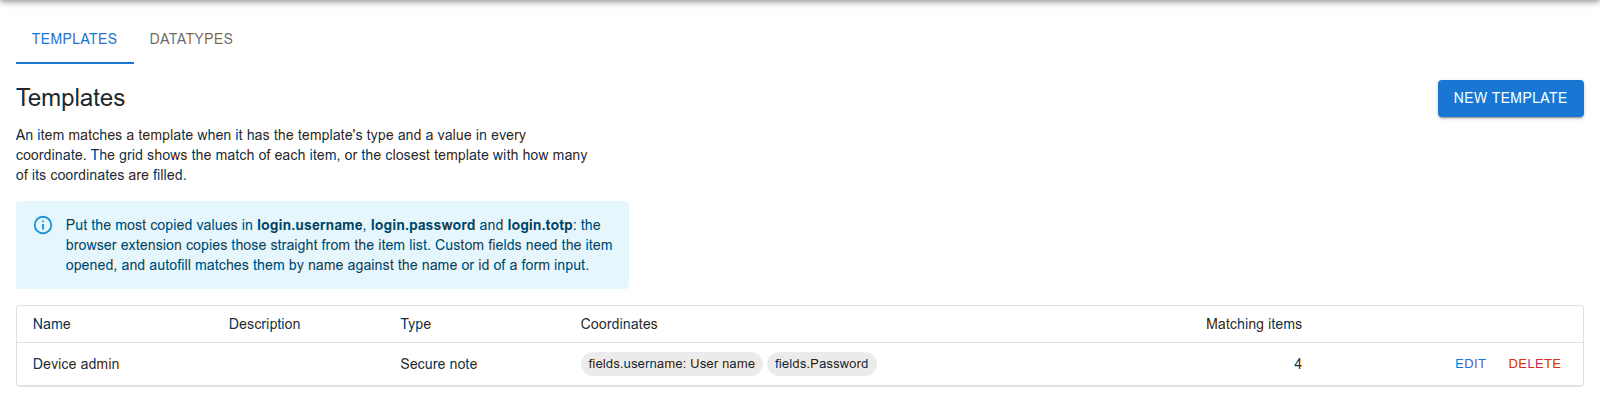 TEMPLATES DATATYPES
Templates
NEW TEMPLATE
An item matches a template when it has the template's type and a value in every
coordinate. The grid shows the match of each item, or the closest template with how many
of its coordinates are filled.
Put the most copied values in login.username, login.password and login.totp: the
browser extension copies those straight from the item list. Custom fields need the item
opened, and autofill matches them by name against the name or id of a form input.
Name Description Type Coordinates Matching items
Device admin Secure note fields.username: User name fields.Password 4 EDIT DELETE